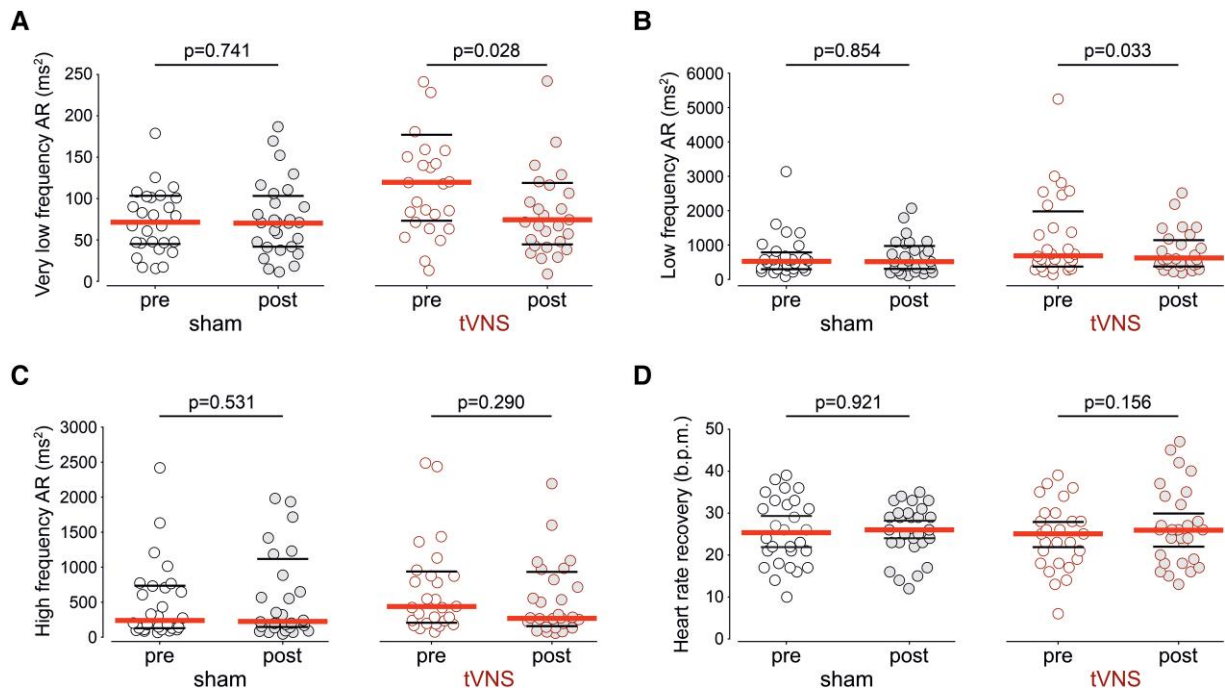 A
p=0.741
p=0.028
Very low frequency AR (ms²)
250
200
150
100
50
0
pre
post
pre
post
sham
tVNS
B
p=0.854
p=0.033
Low frequency AR (ms²)
6000
5000
4000
3000
2000
1000
0
pre
post
pre
post
sham
tVNS
C
p=0.531
p=0.290
High frequency AR (ms²)
3000
2500
2000
1500
1000
500
0
pre
post
pre
post
sham
tVNS
D
p=0.921
p=0.156
Heart rate recovery (b.p.m.)
50
40
30
20
10
0
pre
post
pre
post
sham
tVNS